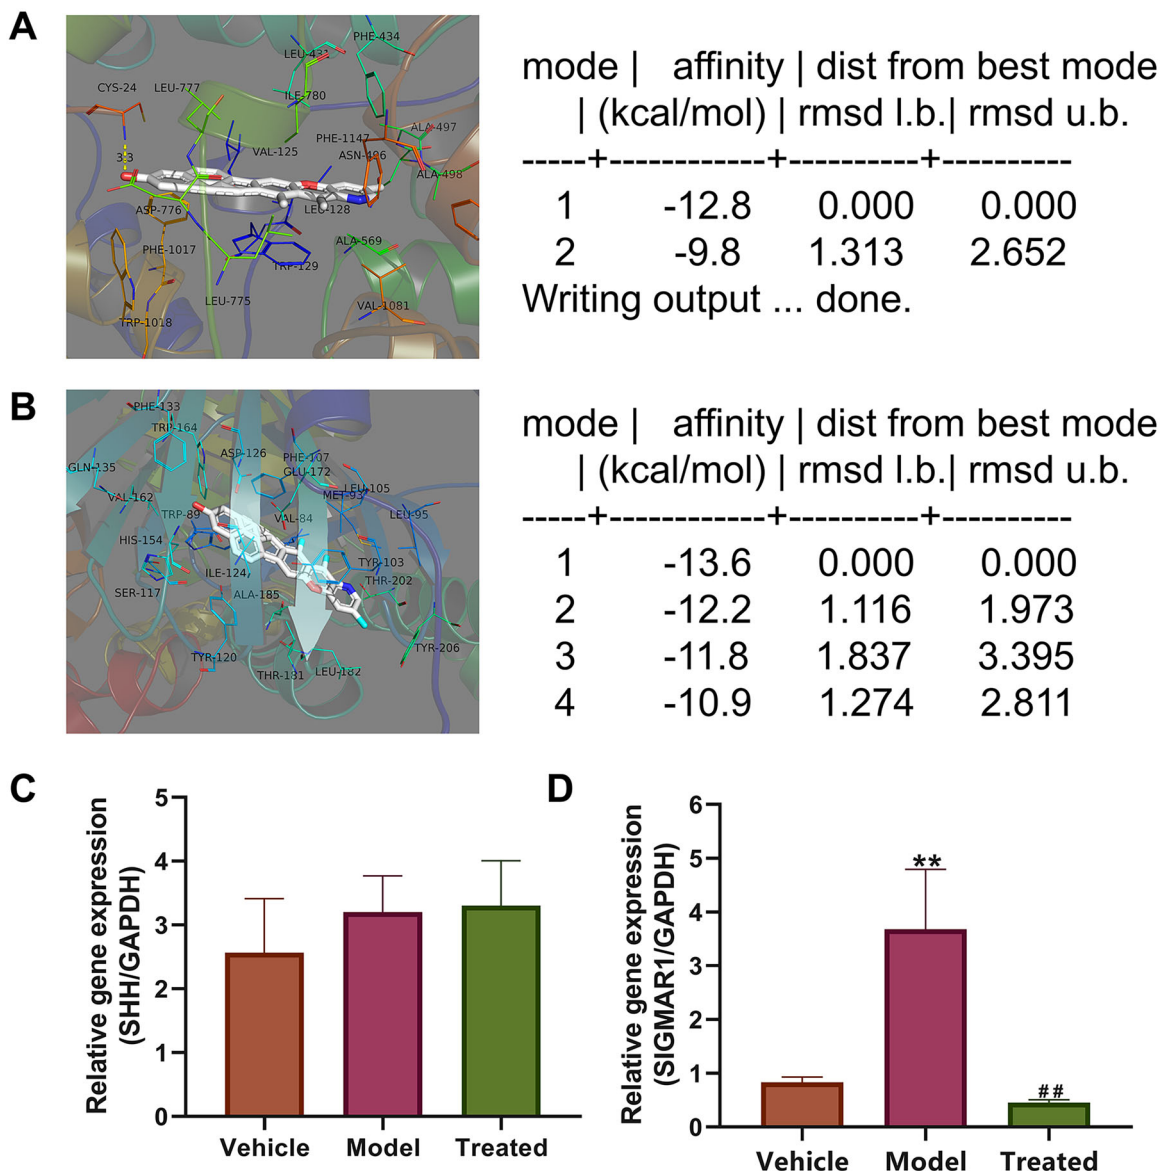 A
PHE-434
LEU-431
CYS-24
LEU-777
ILE-780
ALA-497
PHE-1147
VAL-125
ASN-496
3.3
ALA-498
ASP-776
LEU-128
PHE-1017
ALA-569
TRP-129
LEU-775
VAL-1081
TRP-1018
mode | affinity | dist from best mode
| (kcal/mol) | rmsd l.b.| rmsd u.b.
-----+------------+----------+----------
1 -12.8 0.000 0.000
2 -9.8 1.313 2.652
Writing output ... done.
B
PHE-133
TRP-164
ASP-126
PHE-107
GLN-135
GLU-172
LEU-105
VAL-162
MET-93
TRP-89
VAL-84
LEU-95
HIS-154
TYR-103
ILE-124
THR-202
SER-117
ALA-185
TYR-206
TYR-120
THR-181
LEU-182
mode | affinity | dist from best mode
| (kcal/mol) | rmsd l.b.| rmsd u.b.
-----+------------+----------+----------
1 -13.6 0.000 0.000
2 -12.2 1.116 1.973
3 -11.8 1.837 3.395
4 -10.9 1.274 2.811
C
Relative gene expression
(SHH/GAPDH)
5
4
3
2
1
0
Vehicle Model Treated
D
Relative gene expression
(SIGMAR1/GAPDH)
6
5
4
3
2
1
0
**
##
Vehicle Model Treated